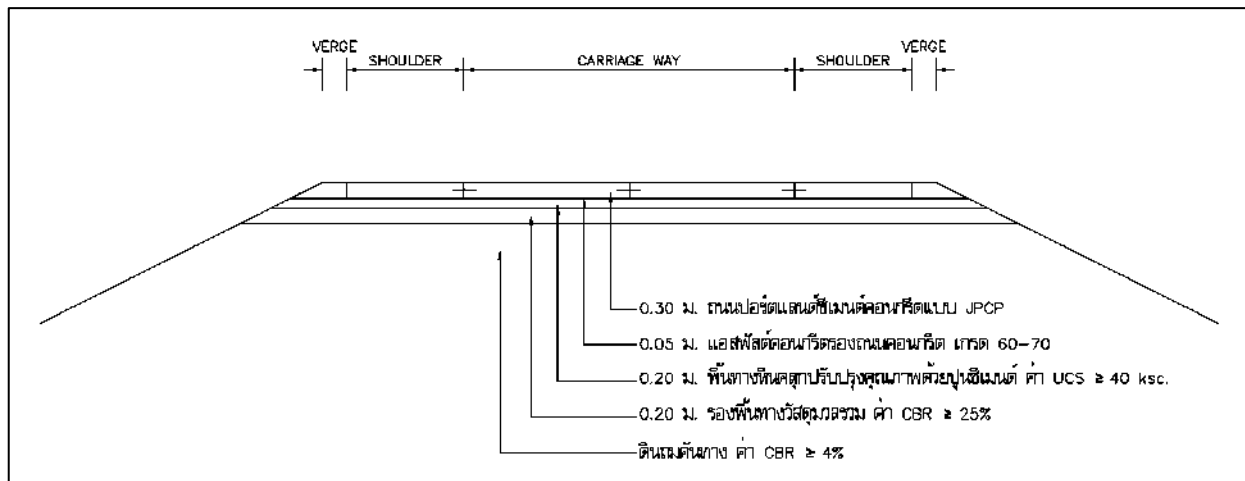 VERGE VERGE
SHOULDER CARRIAGE WAY SHOULDER
0.30 ม. ถนนปอร์ตแลนด์ซีเมนต์คอนกรีตแบบ JPCP
0.05 ม. แอสฟัลต์คอนกรีตรองถนนคอนกรีต เกรด 60-70
0.20 ม. พื้นทางหินคลุกปรับปรุงคุณภาพด้วยปูนซีเมนต์ ค่า UCS ≥ 40 ksc.
0.20 ม. รองพื้นทางวัสดุมวลรวม ค่า CBR ≥ 25%
ดินถมคันทาง ค่า CBR ≥ 4%